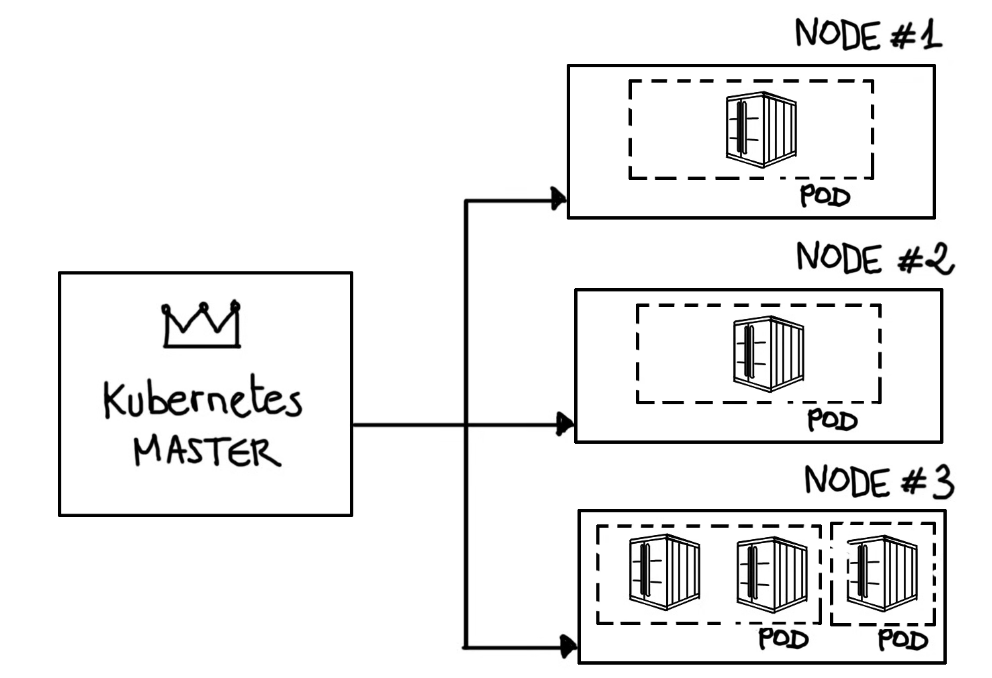 NODE #1
POD
NODE #2
POD
Kubernetes
MASTER
NODE #3
POD
POD